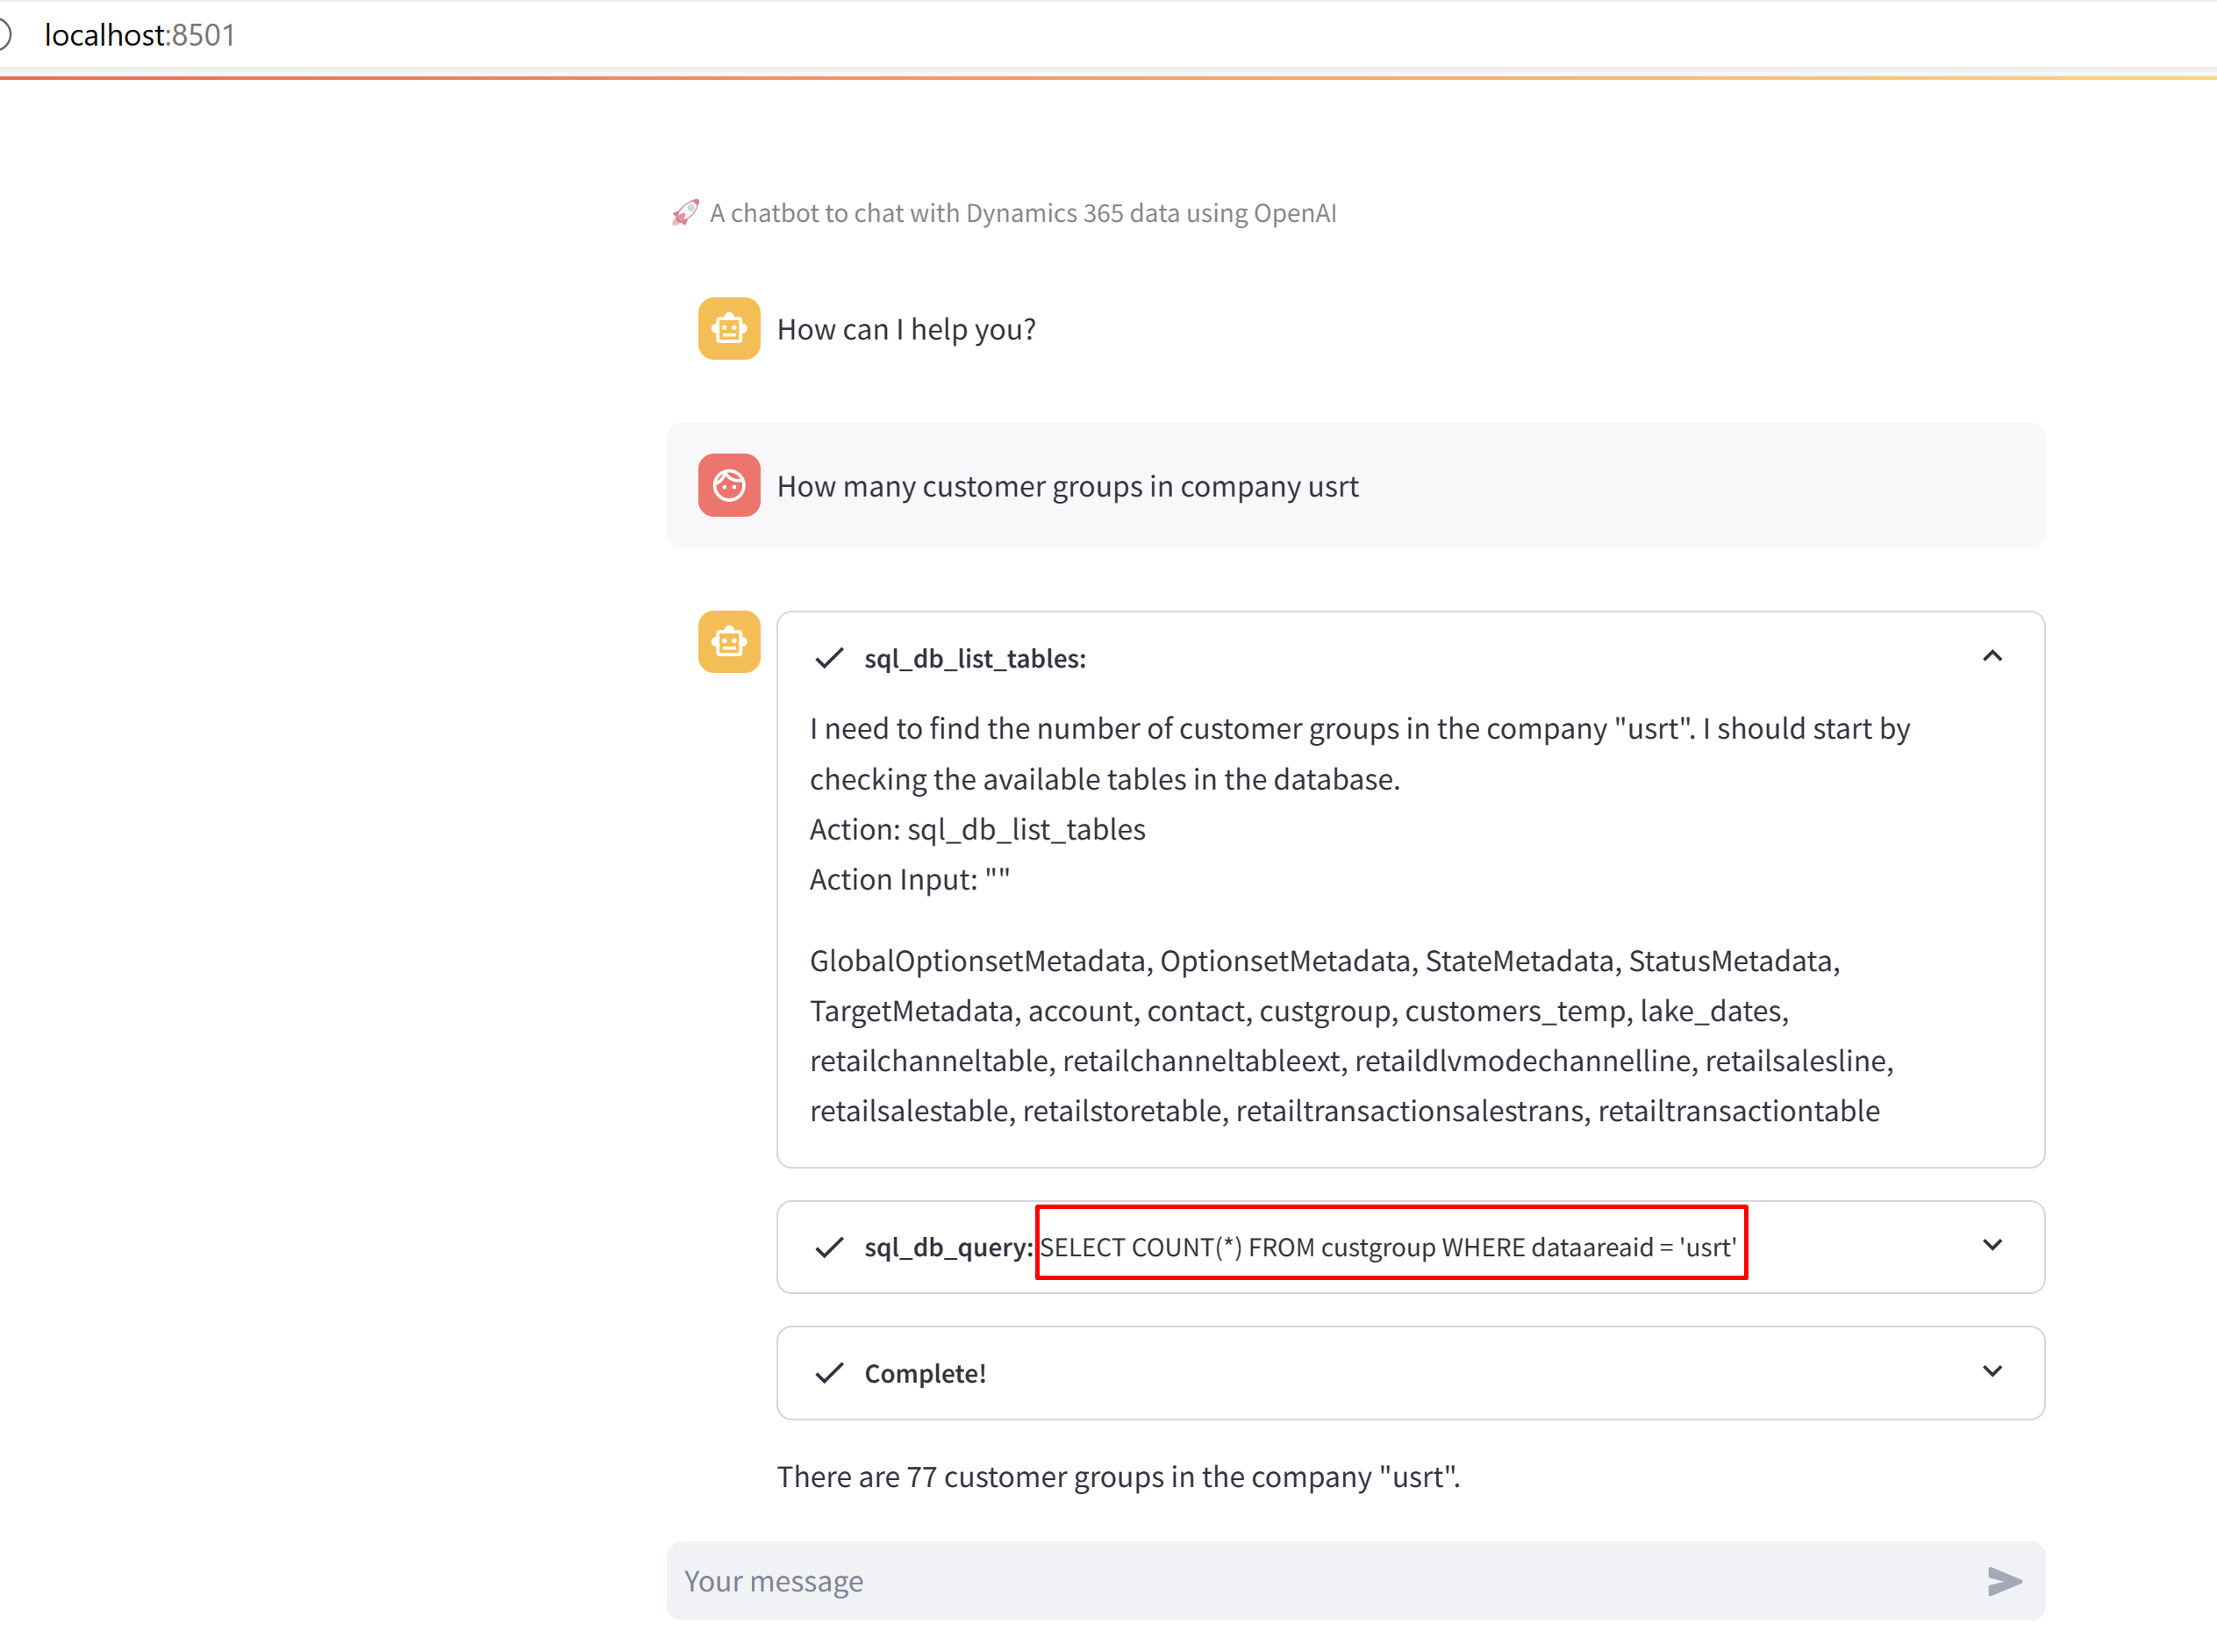 localhost:8501
🚀 A chatbot to chat with Dynamics 365 data using OpenAI
How can I help you?
How many customer groups in company usrt
sql_db_list_tables:
I need to find the number of customer groups in the company "usrt". I should start by
checking the available tables in the database.
Action: sql_db_list_tables
Action Input: ""
GlobalOptionsetMetadata, OptionsetMetadata, StateMetadata, StatusMetadata,
TargetMetadata, account, contact, custgroup, customers_temp, lake_dates,
retailchanneltable, retailchanneltableext, retaildlvmodechannelline, retailsalesline,
retailsalestable, retailstoretable, retailtransactionsalestrans, retailtransactiontable
sql_db_query: SELECT COUNT(*) FROM custgroup WHERE dataareaid = 'usrt'
Complete!
There are 77 customer groups in the company "usrt".
Your message